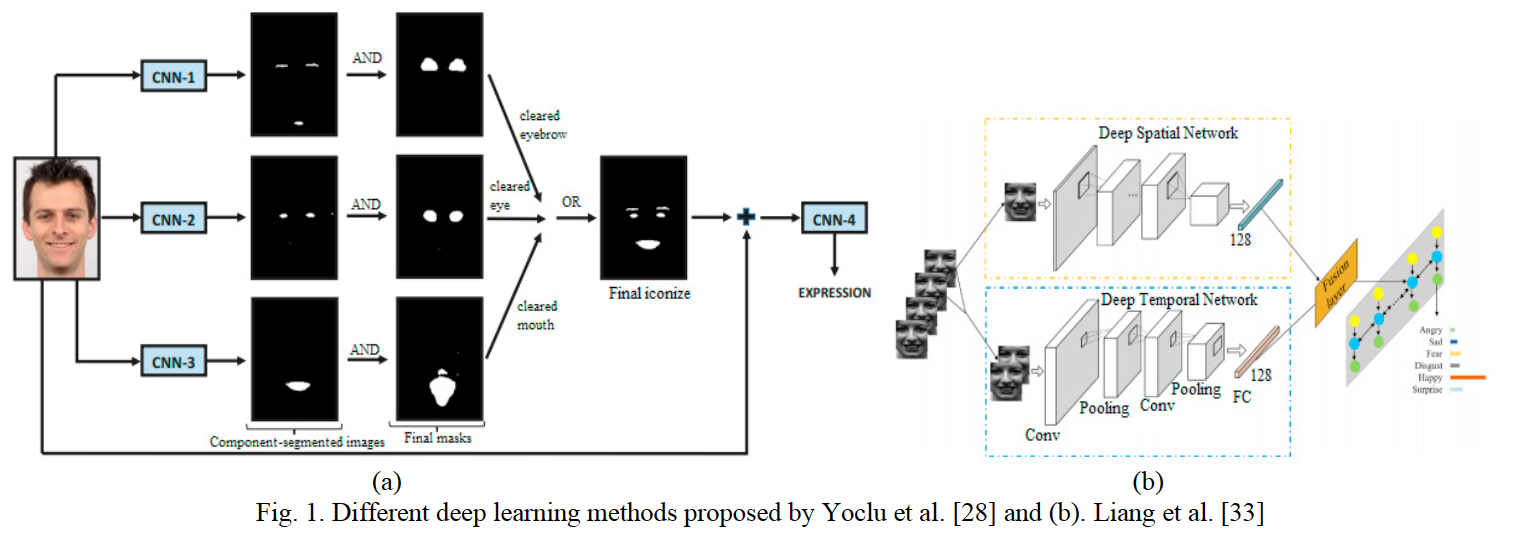 CNN-1
AND
cleared
eyebrow
CNN-2
AND
cleared
eye
OR
CNN-4
EXPRESSION
Final iconize
CNN-3
AND
cleared
mouth
Component-segmented images
Final masks
(a)
Deep Spatial Network
...
128
Deep Temporal Network
Conv
Pooling
Conv
Pooling
FC
128
Fusion
layer
Angry
Sad
Fear
Disgust
Happy
Surprise
(b)
Fig. 1. Different deep learning methods proposed by Yoclu et al. [28] and (b). Liang et al. [33]